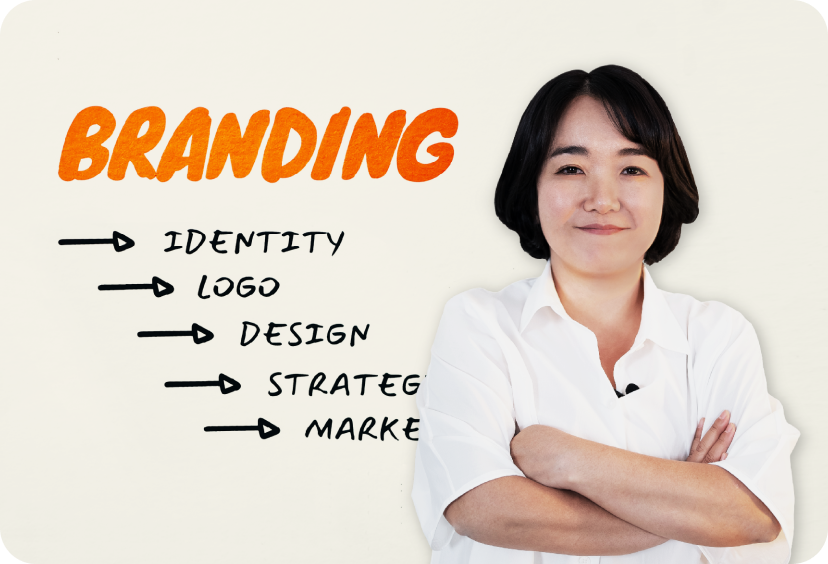 BRANDING
IDENTITY
LOGO
DESIGN
STRATEG
MARKE